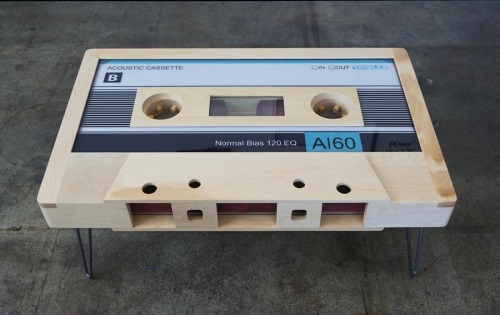 ACOUSTIC CASSETTE
IN OUT
B
Normal Bias 120 EQ
AI60